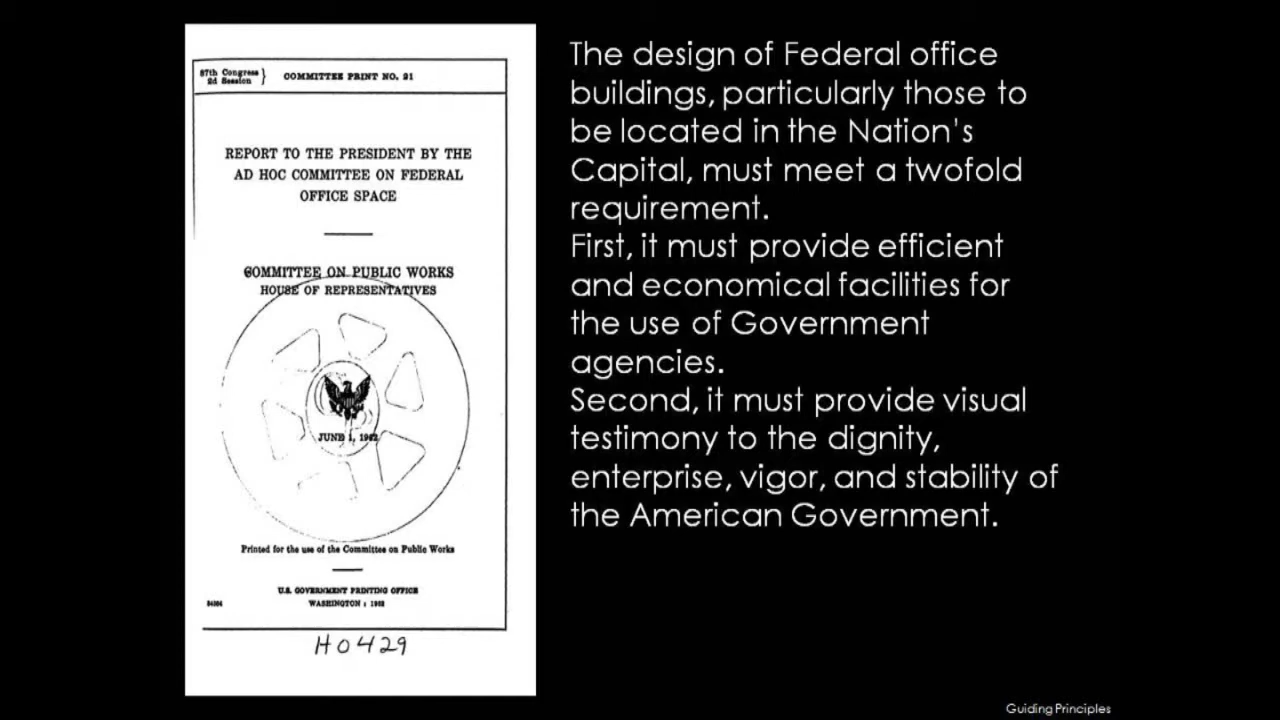 87th Congress
2d Session
COMMITTEE PRINT NO. 21
REPORT TO THE PRESIDENT BY THE
AD HOC COMMITTEE ON FEDERAL
OFFICE SPACE
COMMITTEE ON PUBLIC WORKS
HOUSE OF REPRESENTATIVES
JUNE 1, 1962
Printed for the use of the Committee on Public Works
U.S. GOVERNMENT PRINTING OFFICE
WASHINGTON : 1962
H0429
The design of Federal office
buildings, particularly those to
be located in the Nation's
Capital, must meet a twofold
requirement.
First, it must provide efficient
and economical facilities for
the use of Government
agencies.
Second, it must provide visual
testimony to the dignity,
enterprise, vigor, and stability of
the American Government.
Guiding Principles